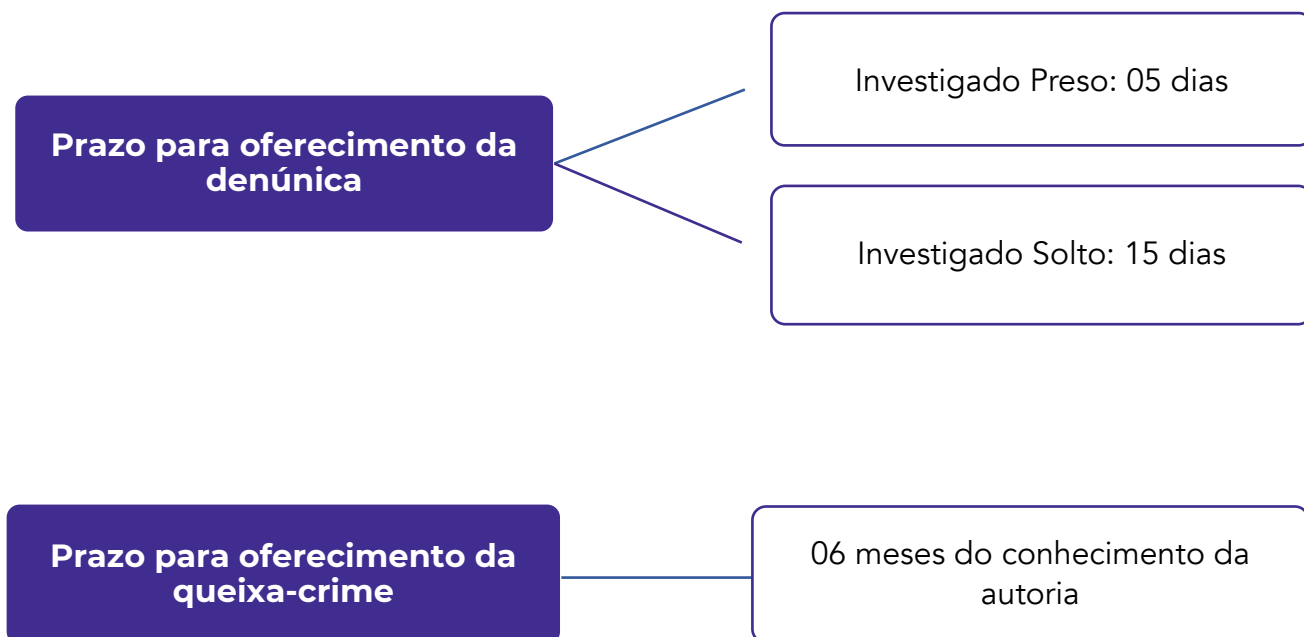 Prazo para oferecimento da
denúnica
Investigado Preso: 05 dias
Investigado Solto: 15 dias
Prazo para oferecimento da
queixa-crime
06 meses do conhecimento da
autoria